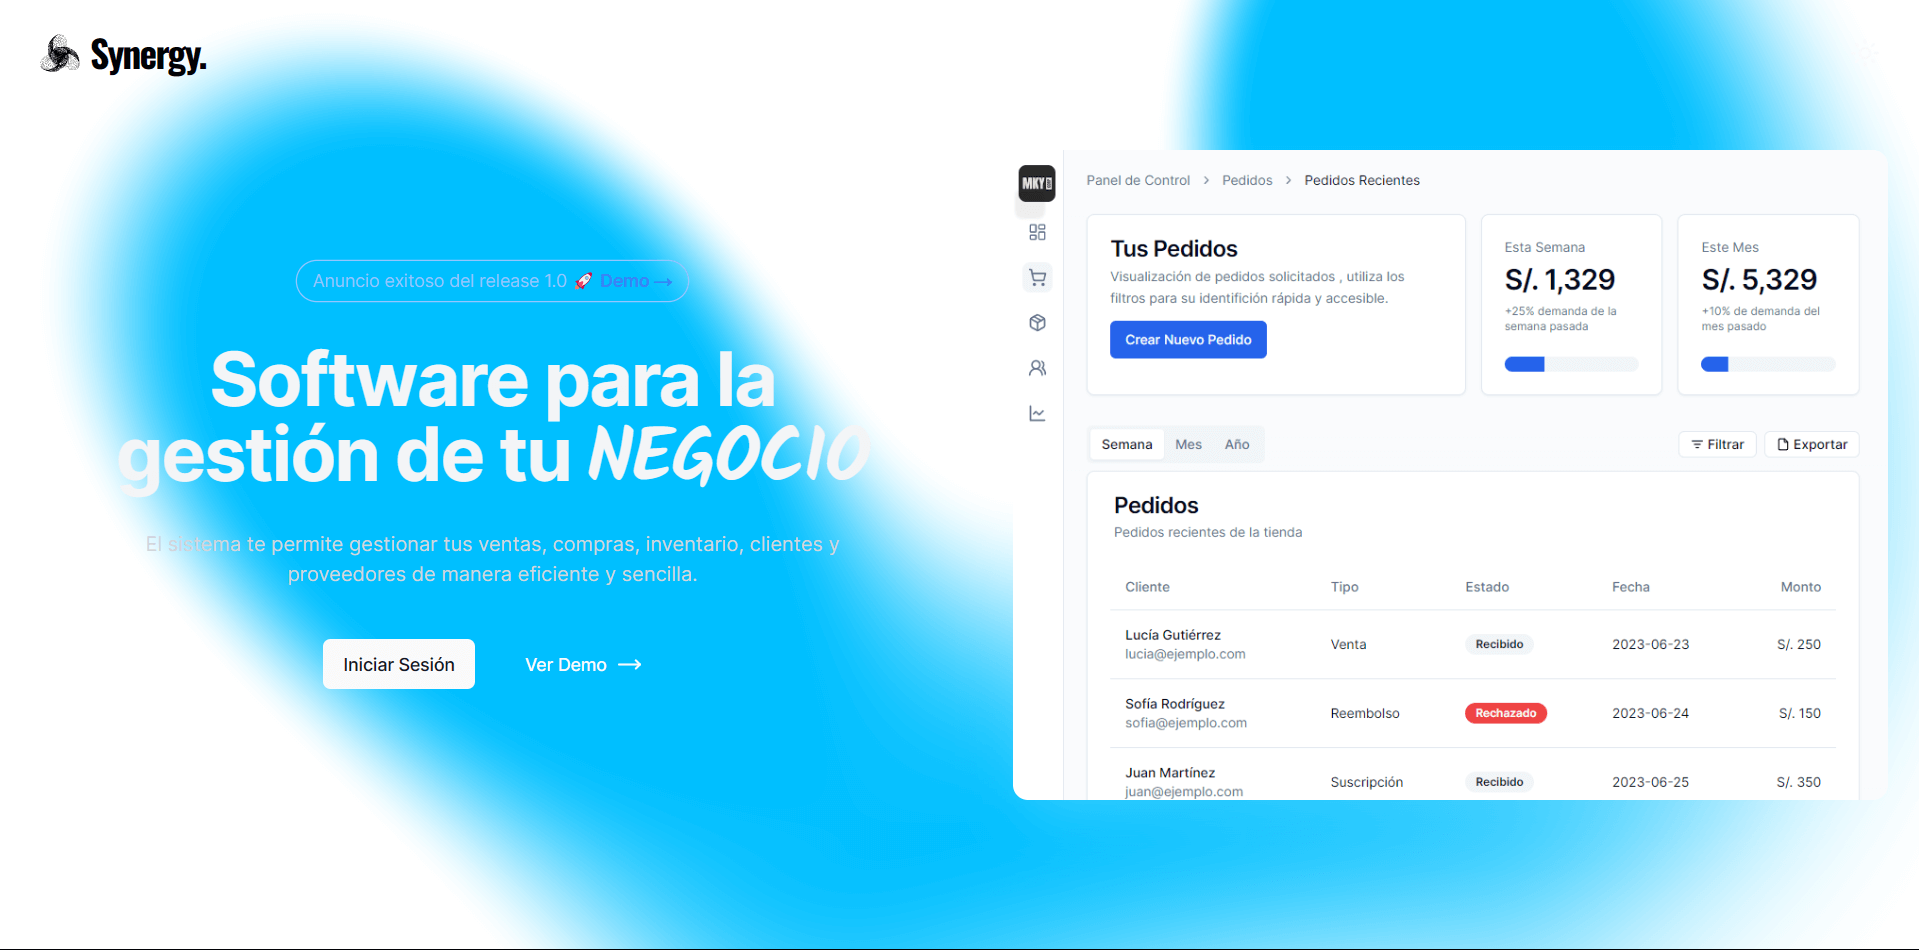 Synergy.
Anuncio exitoso del release 1.0 🚀 Demo →
Software para la
gestión de tu NEGOCIO
El sistema te permite gestionar tus ventas, compras, inventario, clientes y
proveedores de manera eficiente y sencilla.
Iniciar Sesión
Ver Demo →
MKY
Panel de Control > Pedidos > Pedidos Recientes
Tus Pedidos
Visualización de pedidos solicitados , utiliza los
filtros para su identifición rápida y accesible.
Crear Nuevo Pedido
Esta Semana
S/. 1,329
+25% demanda de la
semana pasada
Este Mes
S/. 5,329
+10% de demanda del
mes pasado
Semana Mes Año
Filtrar Exportar
Pedidos
Pedidos recientes de la tienda
Cliente Tipo Estado Fecha Monto
Lucía Gutiérrez
lucia@ejemplo.com
Venta Recibido 2023-06-23 S/. 250
Sofía Rodríguez
sofia@ejemplo.com
Reembolso Rechazado 2023-06-24 S/. 150
Juan Martínez
juan@ejemplo.com
Suscripción Recibido 2023-06-25 S/. 350